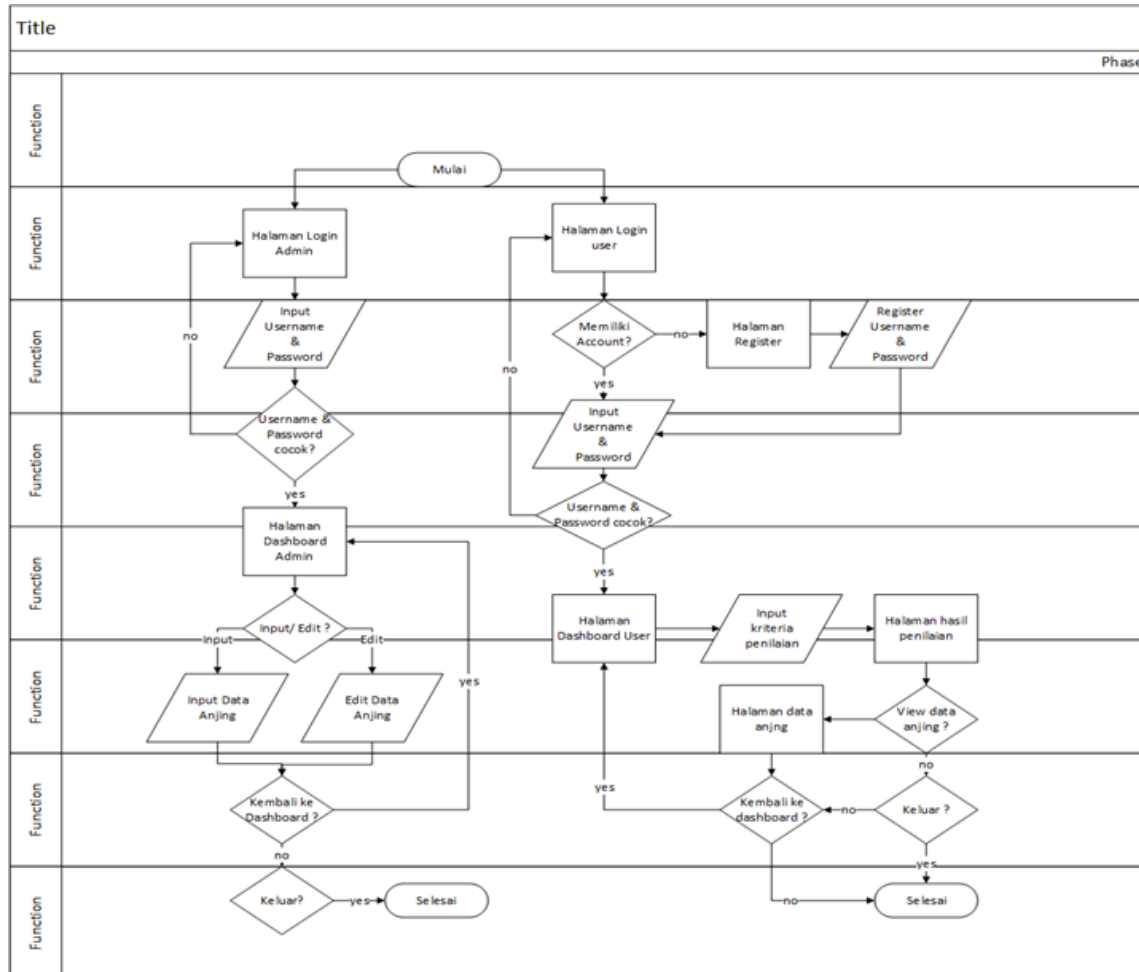 Title
Phase
Function
Mulai
Function
Halaman Login
Admin
Halaman Login
user
Function
Input
Username
&
Password
no
Memiliki
Account?
no
Halaman
Register
Register
Username
&
Password
no
yes
Function
Username &
Password
cocok?
Input
Username
&
Password
yes
Username &
Password cocok?
Function
Halaman
Dashboard
Admin
yes
Input/ Edit ?
Halaman
Dashboard User
Input
kriteria
penilaian
Halaman hasil
penilaian
Input
Edit
Function
Input Data
Anjing
Edit Data
Anjing
yes
Halaman data
anjng
View data
anjing ?
Function
no
Kembali ke
Dashboard ?
yes
Kembali ke
dashboard ?
no
Keluar ?
no
yes
Function
Keluar?
yes
Selesai
no
Selesai